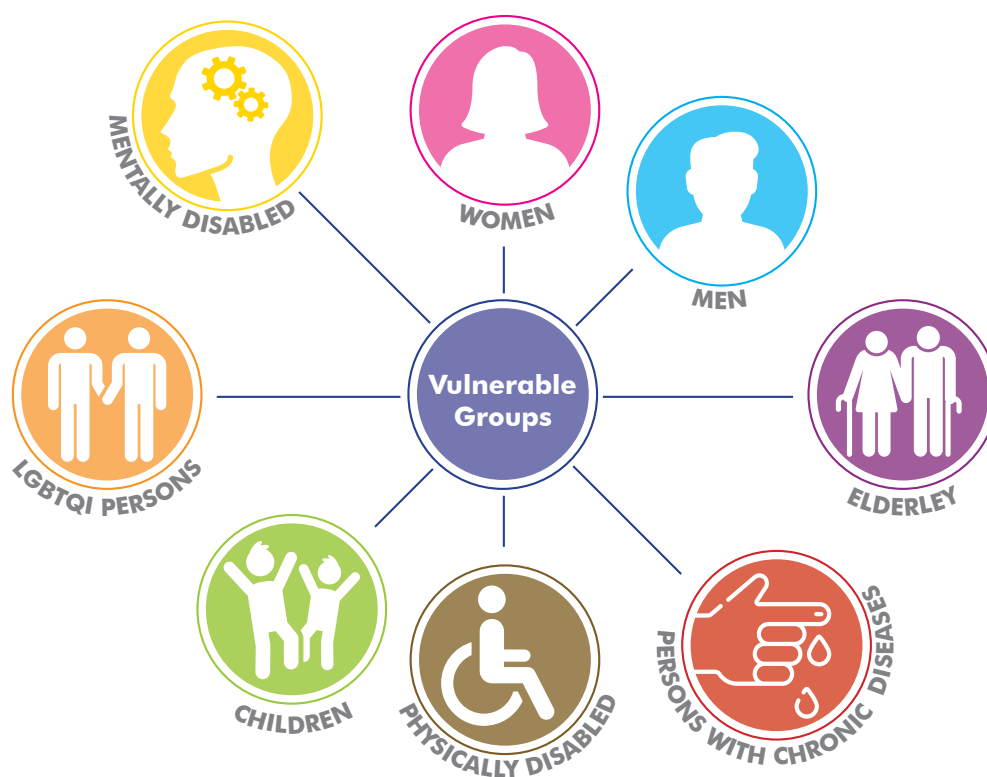 MENTALLY DISABLED
WOMEN
MEN
LGBTQI PERSONS
Vulnerable
Groups
ELDERLEY
CHILDREN
PHYSICALLY DISABLED
PERSONS WITH CHRONIC DISEASES